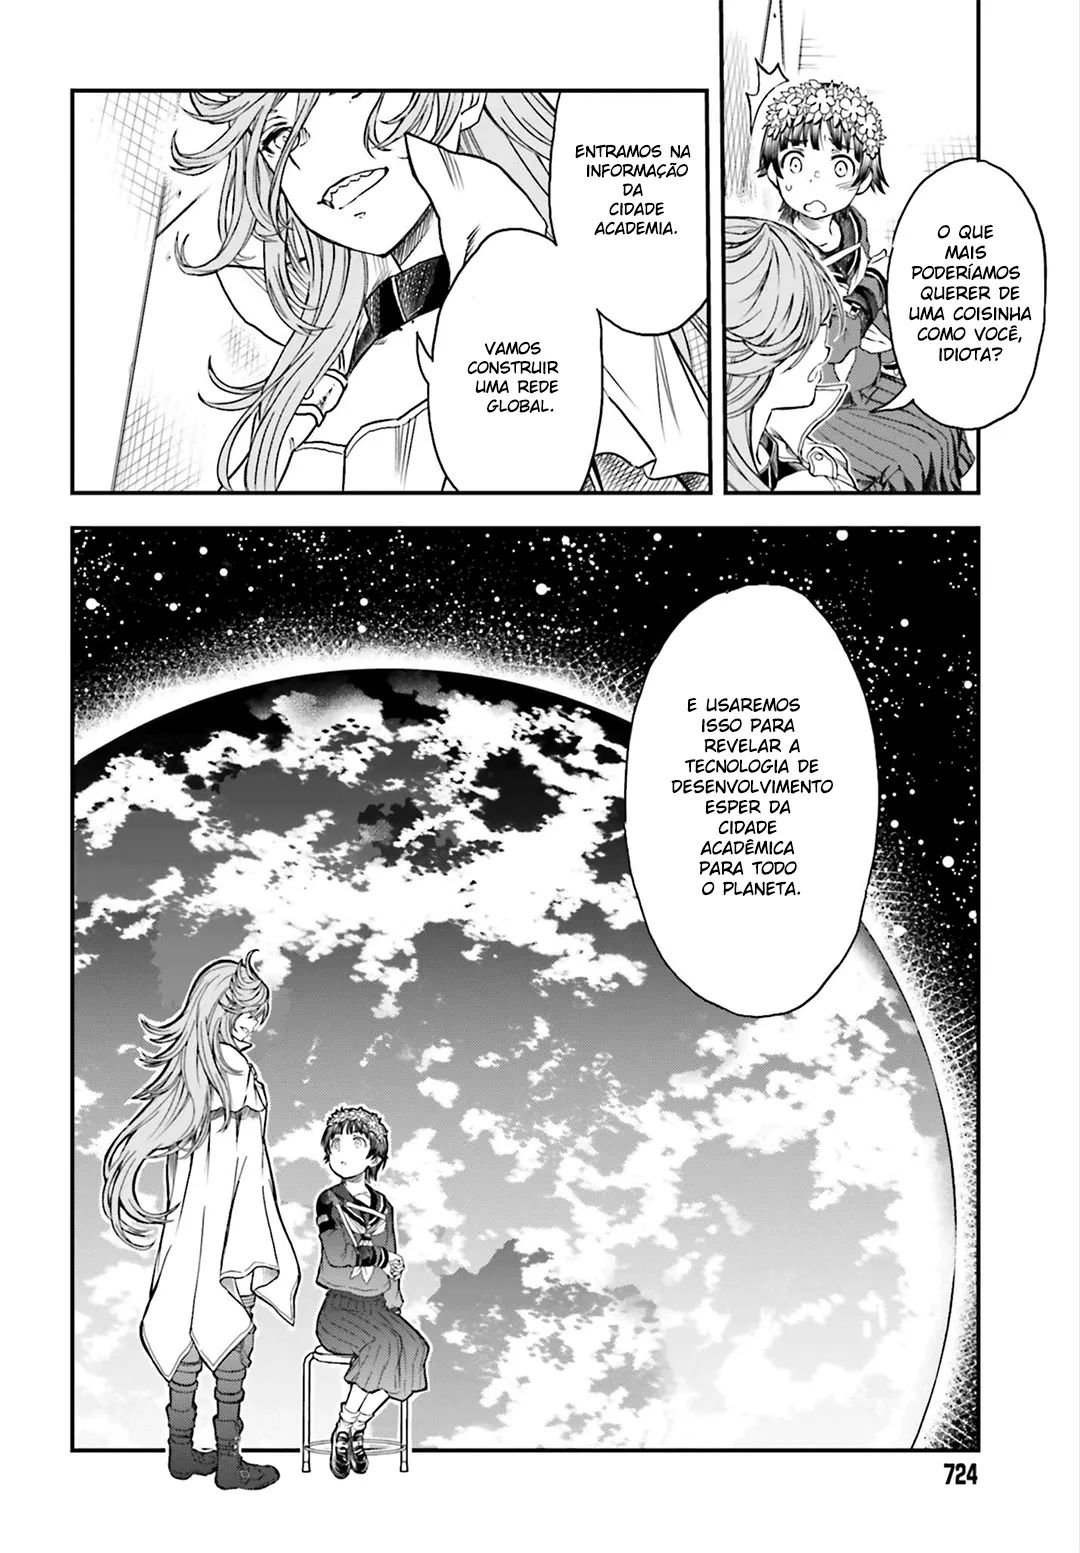 O QUE
MAIS
PODERÍAMOS
QUERER DE
UMA COISINHA
COMO VOCÊ,
IDIOTA?
ENTRAMOS NA
INFORMAÇÃO
DA
CIDADE
ACADEMIA.
VAMOS
CONSTRUIR
UMA REDE
GLOBAL.
E USAREMOS
ISSO PARA
REVELAR A
TECNOLOGIA DE
DESENVOLVIMENTO
ESPER DA
CIDADE
ACADÊMICA
PARA TODO
O PLANETA.
724